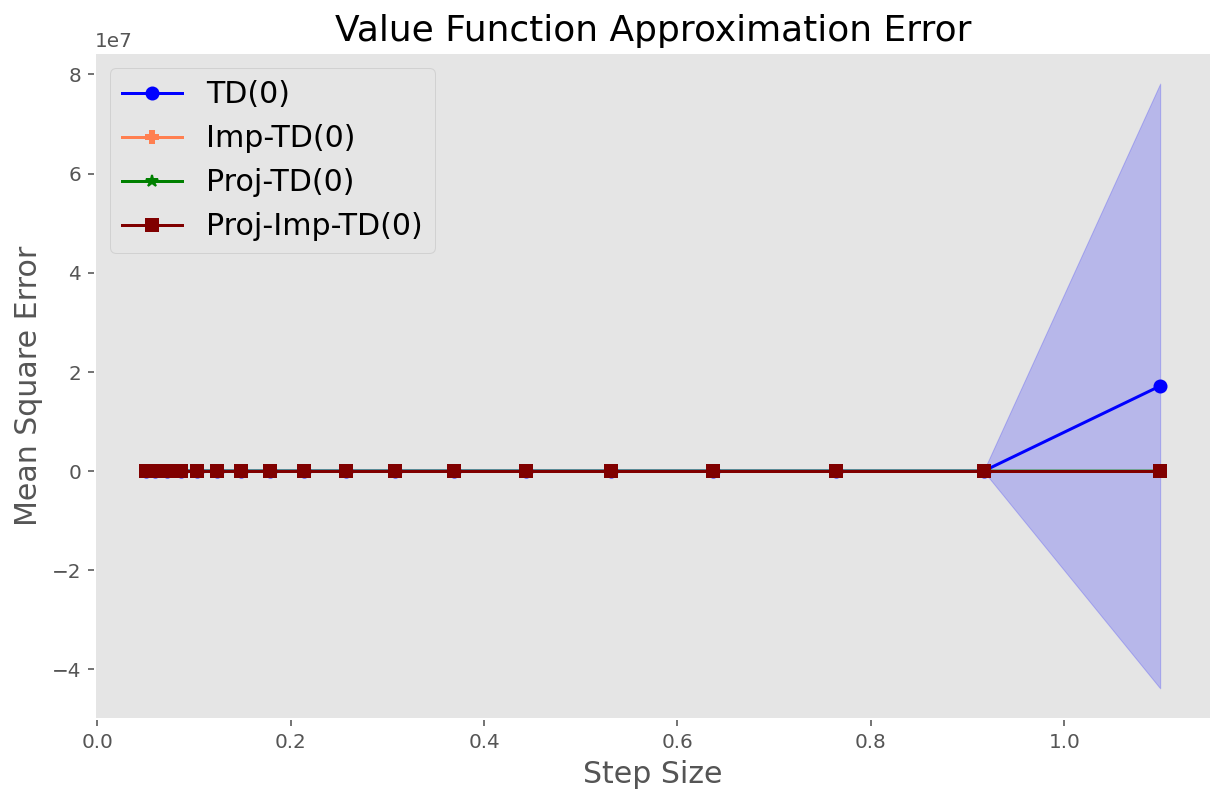 Value Function Approximation Error
1e7
TD(0)
Imp-TD(0)
Proj-TD(0)
Proj-Imp-TD(0)
Mean Square Error
8
6
4
2
0
−2
−4
0.0 0.2 0.4 0.6 0.8 1.0
Step Size